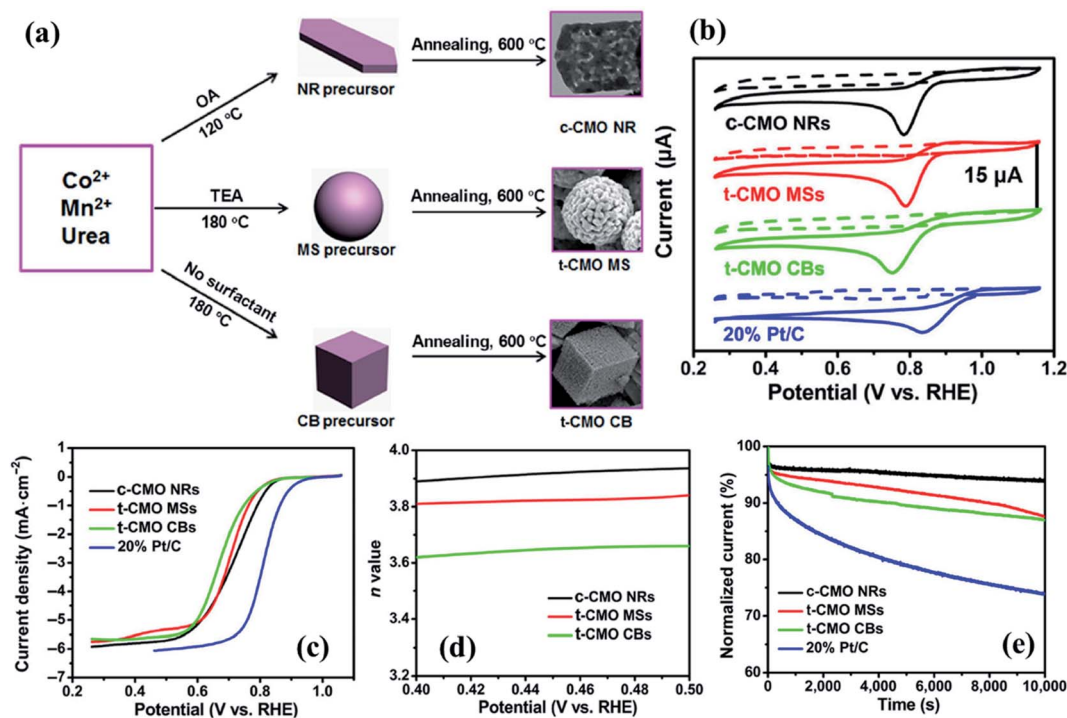 (a)
Co2+
Mn2+
Urea
OA
120 °C
NR precursor
Annealing, 600 °C
c-CMO NR
TEA
180 °C
MS precursor
Annealing, 600 °C
t-CMO MS
No surfactant
180 °C
CB precursor
Annealing, 600 °C
t-CMO CB
(b)
Current (µA)
c-CMO NRs
t-CMO MSs
15 µA
t-CMO CBs
20% Pt/C
0.2 0.4 0.6 0.8 1.0 1.2
Potential (V vs. RHE)
Current density (mA·cm−2)
1
0
−1
−2
−3
−4
−5
−6
−7
c-CMO NRs
t-CMO MSs
t-CMO CBs
20% Pt/C
(c)
0.2 0.4 0.6 0.8 1.0
Potential (V vs. RHE)
n value
4.0
3.8
3.6
3.4
3.2
c-CMO NRs
t-CMO MSs
t-CMO CBs
(d)
0.40 0.42 0.44 0.46 0.48 0.50
Potential (V vs. RHE)
Normalized current (%)
100
90
80
70
60
c-CMO NRs
t-CMO MSs
t-CMO CBs
20% Pt/C
(e)
0 2,000 4,000 6,000 8,000 10,000
Time (s)